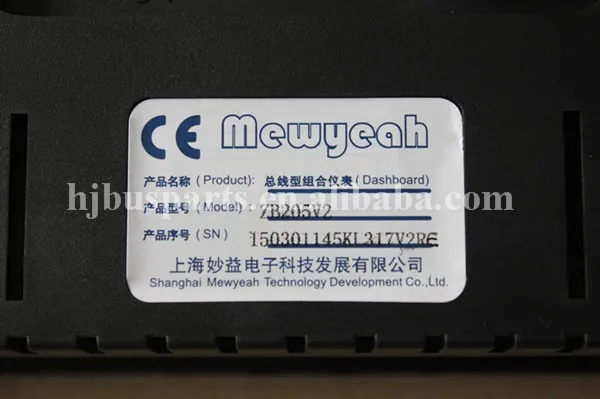 CE Mewyeah
产品名称(Product): 总线型组合仪表(Dashboard)
hjbusparts.en.alibaba.com
产品型号(Model): ZB205V2
产品序号(SN) 150301145KL317V2RE
上海妙益电子科技发展有限公司
Shanghai Mewyeah Technology Development Co.,Ltd.